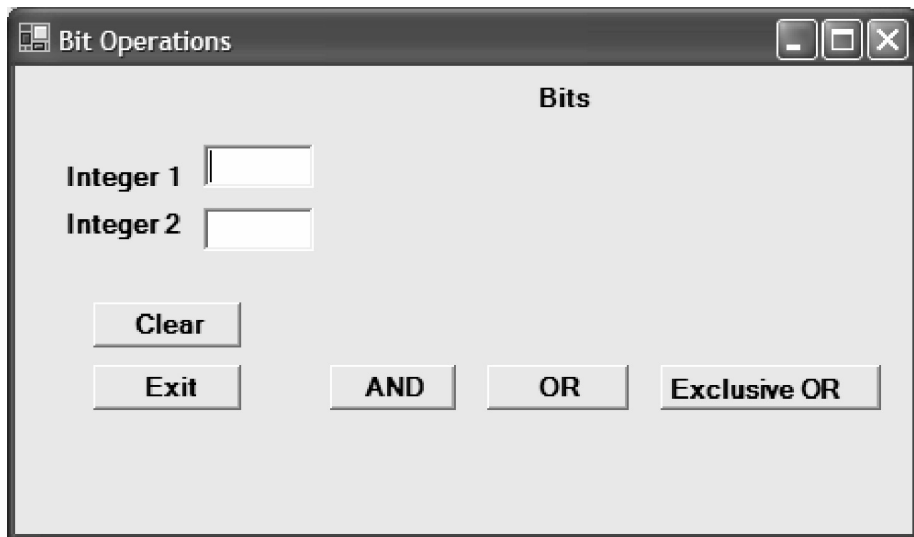 Bit Operations
Bits
Integer 1
Integer 2
Clear
Exit AND OR Exclusive OR